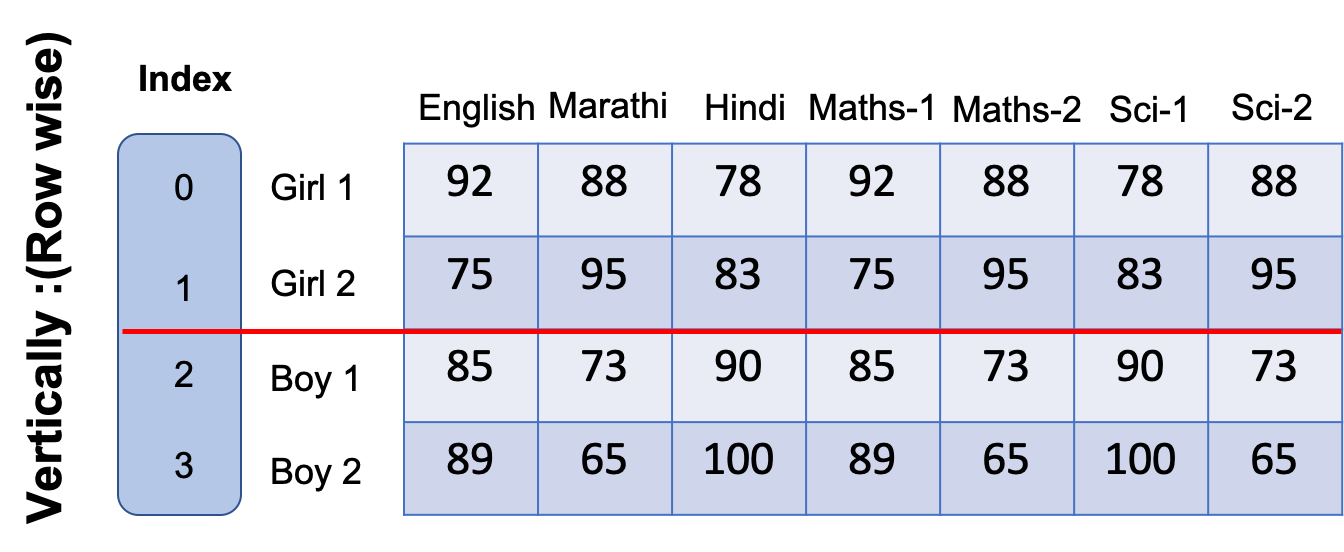 Vertically :(Row wise)
Index
English Marathi Hindi Maths-1 Maths-2 Sci-1 Sci-2
0 Girl 1 92 88 78 92 88 78 88
1 Girl 2 75 95 83 75 95 83 95
2 Boy 1 85 73 90 85 73 90 73
3 Boy 2 89 65 100 89 65 100 65